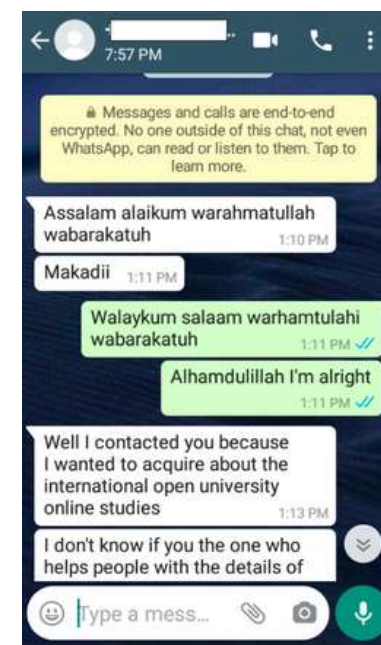 7:57 PM
Messages and calls are end-to-end
encrypted. No one outside of this chat, not even
WhatsApp, can read or listen to them. Tap to
learn more.
Assalam alaikum warahmatullah
wabarakatuh
1:10 PM
Makadii
1:11 PM
Walaykum salaam warhamtulahi
wabarakatuh
1:11 PM
Alhamdulillah I'm alright
1:11 PM
Well I contacted you because
I wanted to acquire about the
international open university
online studies
1:13 PM
I don't know if you the one who
helps people with the details of
Type a mess...